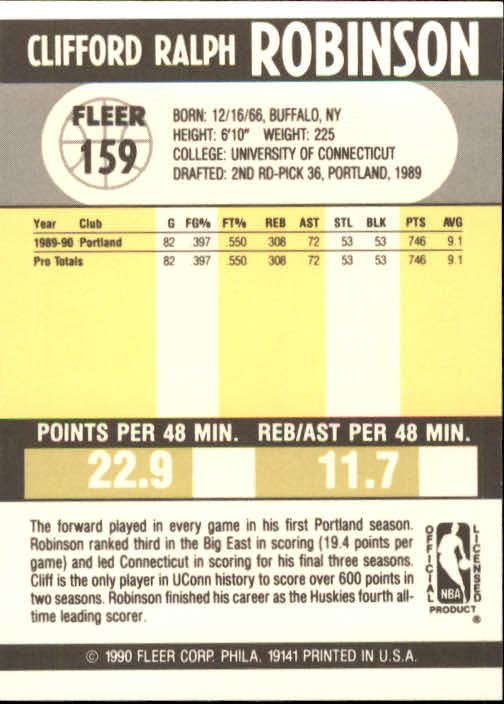 CLIFFORD RALPH ROBINSON
FLEER
159
BORN: 12/16/66, BUFFALO, NY
HEIGHT: 6'10" WEIGHT: 225
COLLEGE: UNIVERSITY OF CONNECTICUT
DRAFTED: 2ND RD-PICK 36, PORTLAND, 1989
Year Club G FG% FT% REB AST STL BLK PTS AVG
1989-90 Portland 82 .397 .550 308 72 53 53 746 9.1
Pro Totals 82 .397 .550 308 72 53 53 746 9.1
POINTS PER 48 MIN. REB/AST PER 48 MIN.
22.9 11.7
The forward played in every game in his first Portland season.
Robinson ranked third in the Big East in scoring (19.4 points per
game) and led Connecticut in scoring for his final three seasons.
Cliff is the only player in UConn history to score over 600 points in
two seasons. Robinson finished his career as the Huskies fourth all-
time leading scorer.
OFFICIAL
LICENSED
NBA
PRODUCT ®
© 1990 FLEER CORP. PHILA. 19141 PRINTED IN U.S.A.